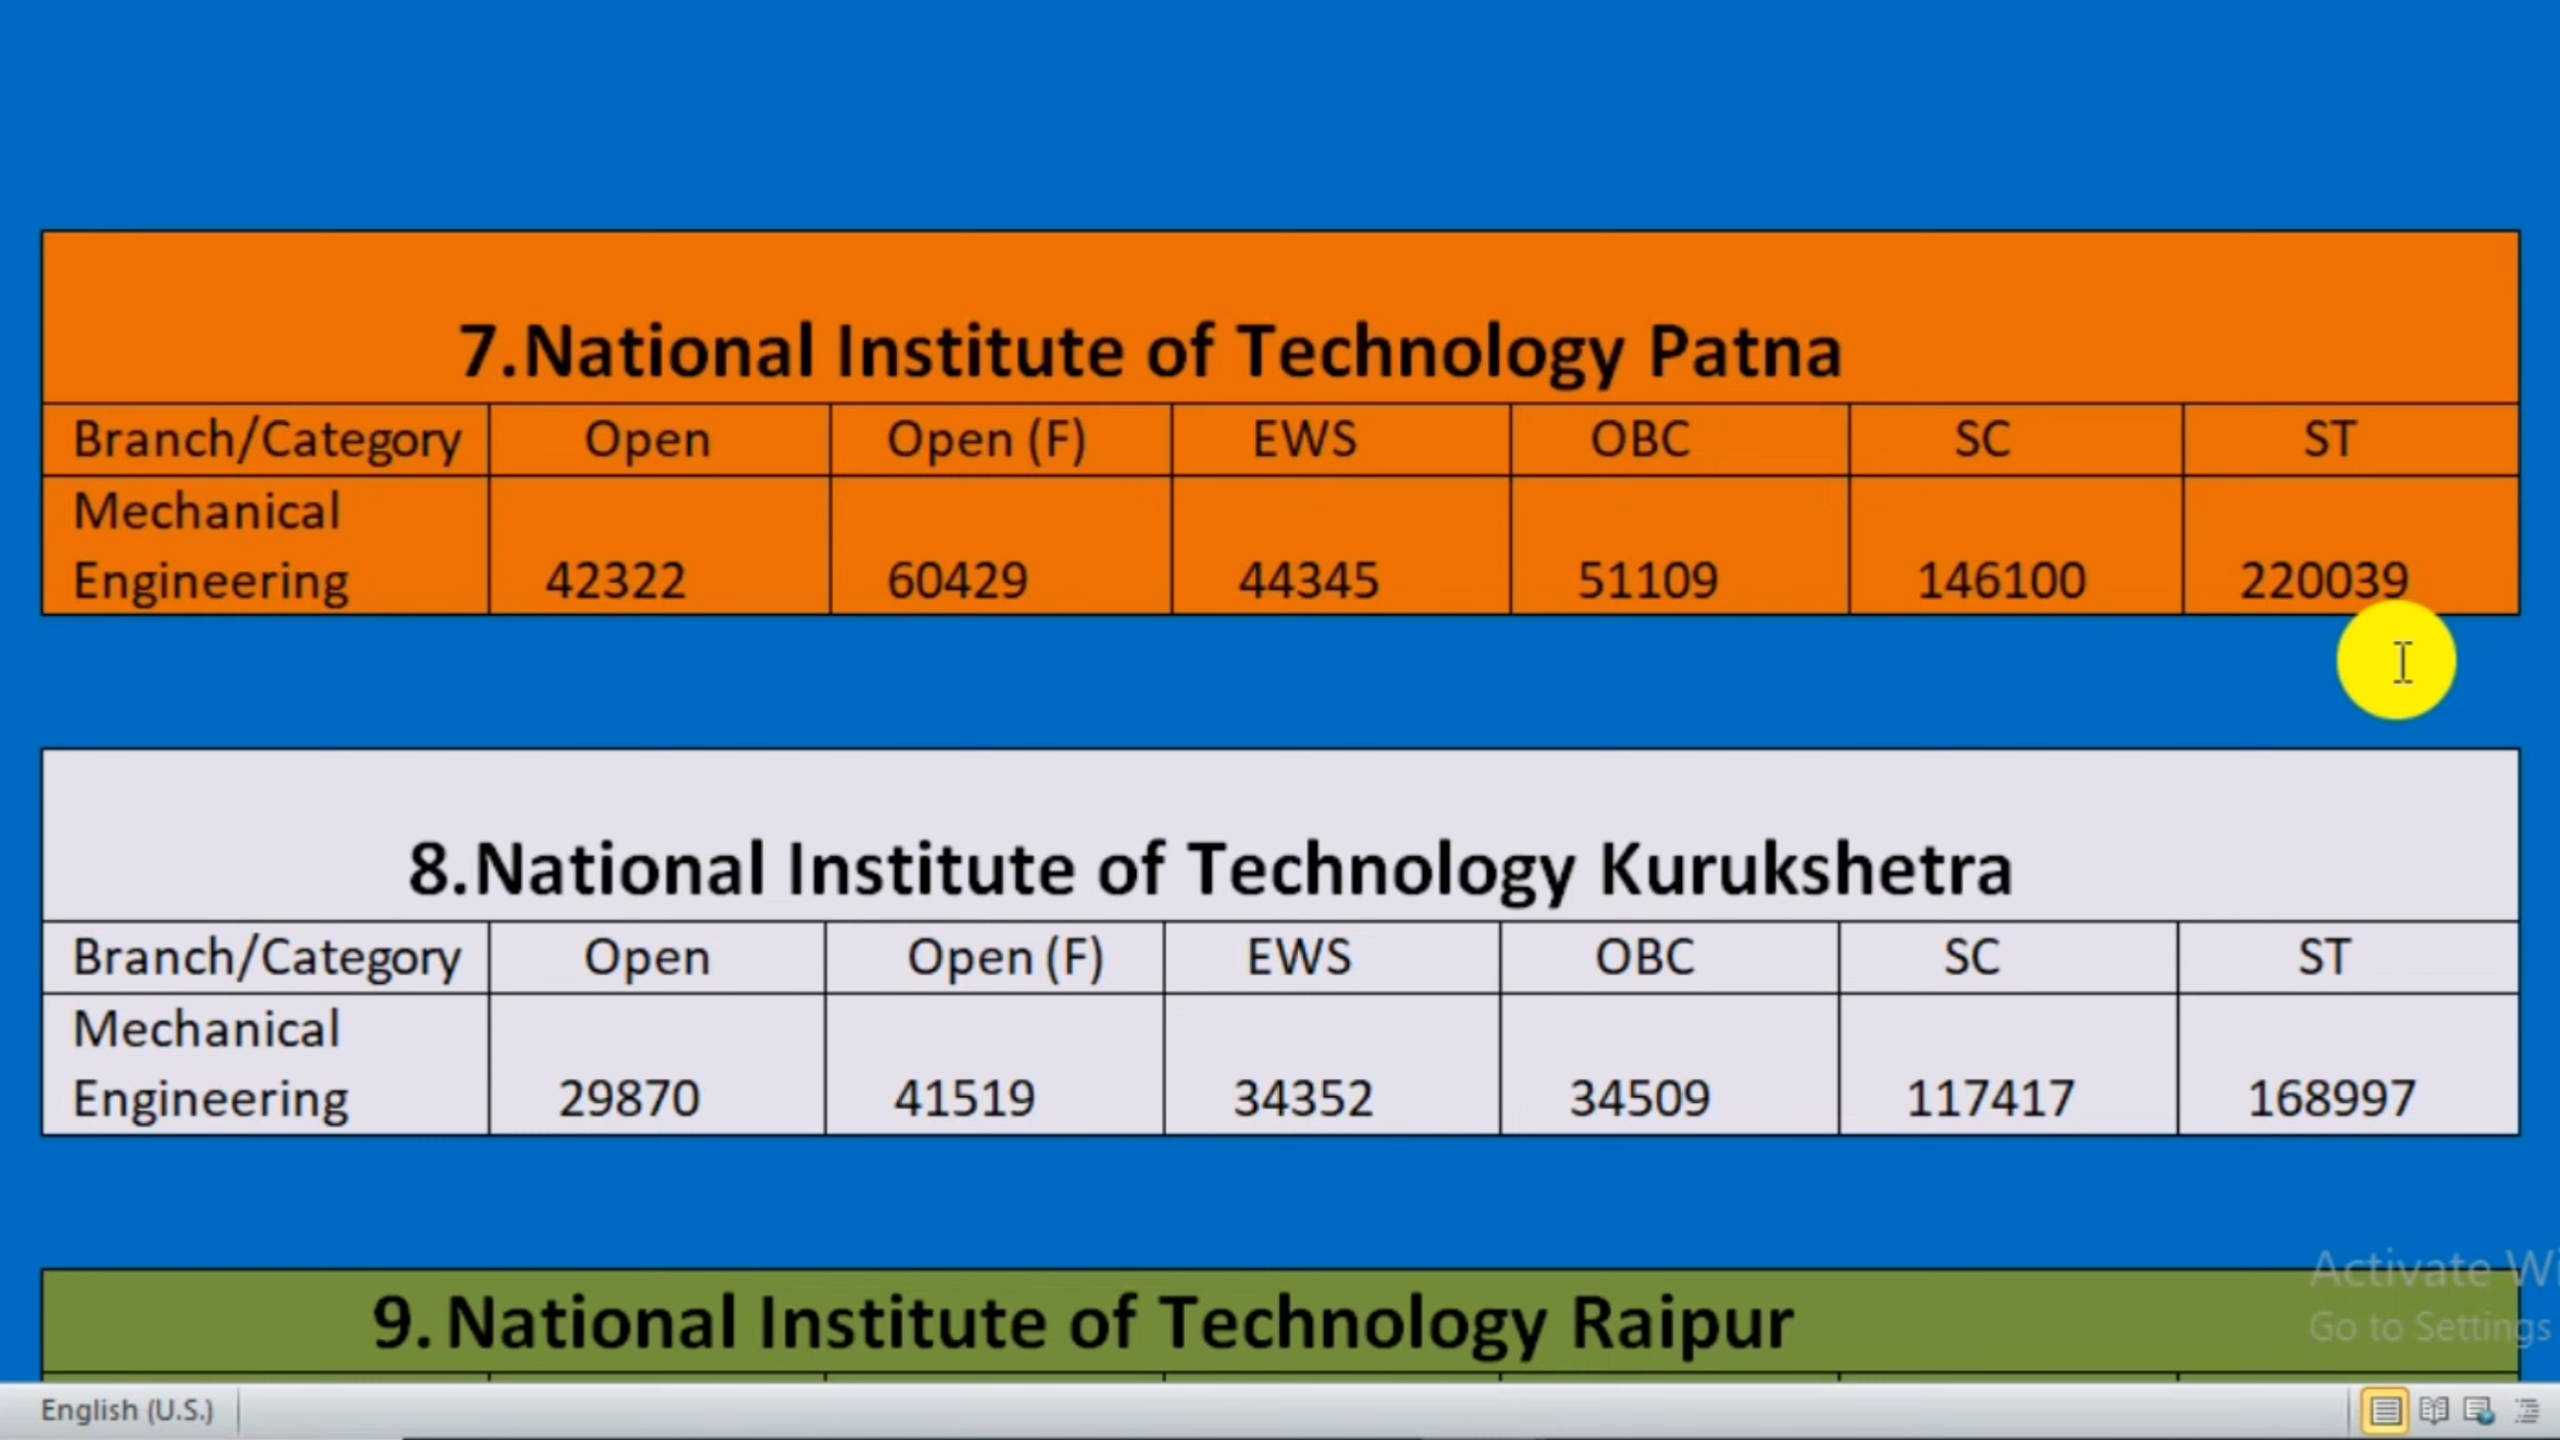 7.National Institute of Technology Patna
Branch/Category Open Open (F) EWS OBC SC ST
Mechanical
Engineering 42322 60429 44345 51109 146100 220039
8.National Institute of Technology Kurukshetra
Branch/Category Open Open (F) EWS OBC SC ST
Mechanical
Engineering 29870 41519 34352 34509 117417 168997
Activate Wi
9. National Institute of Technology Raipur
Go to Settings
English (U.S.)